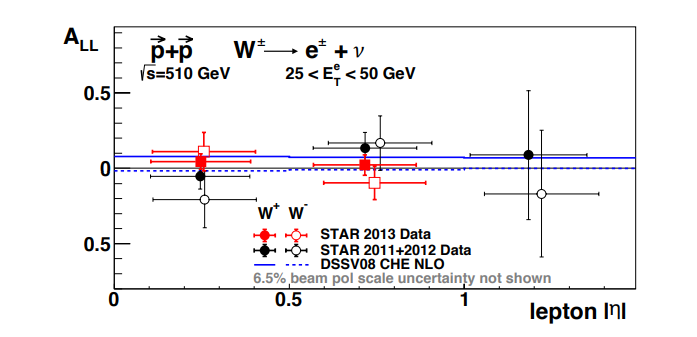 A_LL
p⃗+p⃗ W± → e± + ν
√s=510 GeV 25 < E_T^e < 50 GeV
0.5
0
0.5
W⁺ W⁻
STAR 2013 Data
STAR 2011+2012 Data
DSSV08 CHE NLO
6.5% beam pol scale uncertainty not shown
0 0.5 1
lepton |η|